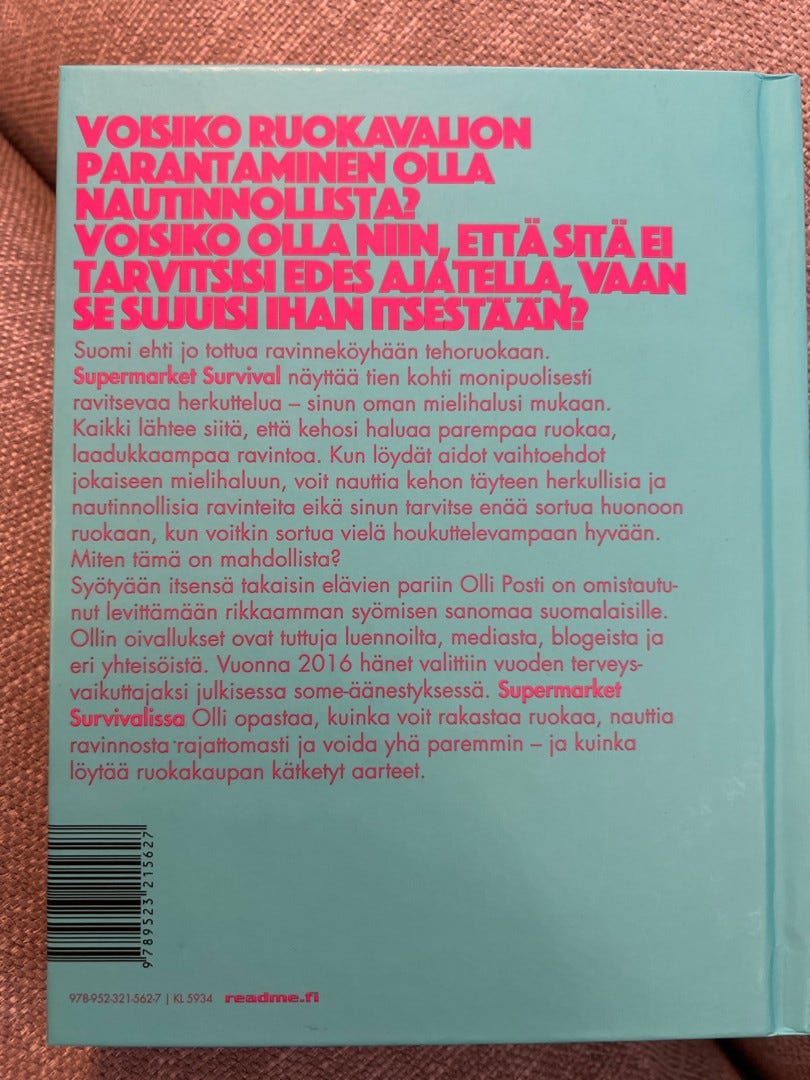 VOISIKO RUOKAVALION
PARANTAMINEN OLLA
NAUTINNOLLISTA?
VOISIKO OLLA NIIN, ETTÄ SITÄ EI
TARVITSISI EDES AJATELLA, VAAN
SE SUJUISI IHAN ITSESTÄÄN?
Suomi ehti jo tottua ravinneköyhään tehoruokaan.
Supermarket Survival näyttää tien kohti monipuolisesti
ravitsevaa herkuttelua – sinun oman mielihalusi mukaan.
Kaikki lähtee siitä, että kehosi haluaa parempaa ruokaa,
laadukkaampaa ravintoa. Kun löydät aidot vaihtoehdot
jokaiseen mielihaluun, voit nauttia kehon täyteen herkullisia ja
nautinnollisia ravinteita eikä sinun tarvitse enää sortua huonoon
ruokaan, kun voitkin sortua vielä houkuttelevampaan hyvään.
Miten tämä on mahdollista?
Syötyään itsensä takaisin elävien pariin Olli Posti on omistautu-
nut levittämään rikkaamman syömisen sanomaa suomalaisille.
Ollin oivallukset ovat tuttuja luennoilta, mediasta, blogeista ja
eri yhteisöistä. Vuonna 2016 hänet valittiin vuoden terveys-
vaikuttajaksi julkisessa some-äänestyksessä. Supermarket
Survivalissa Olli opastaa, kuinka voit rakastaa ruokaa, nauttia
ravinnosta rajattomasti ja voida yhä paremmin – ja kuinka
löytää ruokakaupan kätketyt aarteet.
9 789523 215627
978-952-321-562-7 | KL 5934 readme.fi